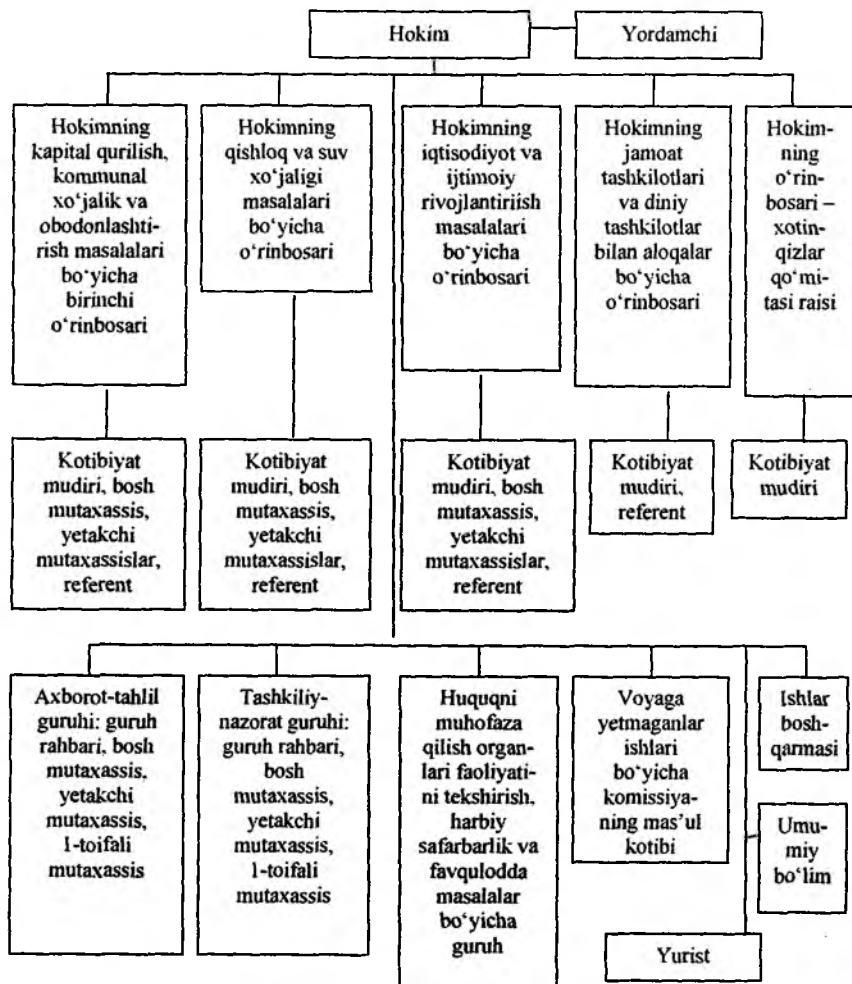 Hokim
Yordamchi
Hokimning
kapital qurilish,
kommunal
xo‘jalik va
obodonlashti-
rish masalalari
bo‘yicha
birinchi
o‘rinbosari
Hokimning
qishloq va suv
xo‘jaligi
masalalari
bo‘yicha
o‘rinbosari
Hokimning
iqtisodiyot va
ijtimoiy
rivojlantiriish
masalalari
bo‘yicha
o‘rinbosari
Hokimning
jamoat
tashkilotlari
va diniy
tashkilotlar
bilan aloqalar
bo‘yicha
o‘rinbosari
Hokim-
ning
o‘rin-
bosari –
xotin-
qizlar
qo‘mi-
tasi raisi
Kotibiyat
mudiri, bosh
mutaxassis,
yetakchi
mutaxassislar,
referent
Kotibiyat
mudiri, bosh
mutaxassis,
yetakchi
mutaxassislar,
referent
Kotibiyat
mudiri, bosh
mutaxassis,
yetakchi
mutaxassislar,
referent
Kotibiyat
mudiri,
referent
Kotibiyat
mudiri
Axborot-tahlil
guruhi: guruh
rahbari, bosh
mutaxassis,
yetakchi
mutaxassis,
1-toifali
mutaxassis
Tashkiliy-
nazorat guruhi:
guruh rahbari,
bosh
mutaxassis,
yetakchi
mutaxassis,
1-toifali
mutaxassis
Huquqni
muhofaza
qilish organ-
lari faoliyati-
ni tekshirish,
harbiy
safarbarlik va
favqulodda
masalalar
bo‘yicha
guruh
Voyaga
yetmaganlar
ishlari
bo‘yicha
komissiya-
ning mas’ul
kotibi
Ishlar
bosh-
qarmasi
Umu-
miy
bo‘lim
Yurist